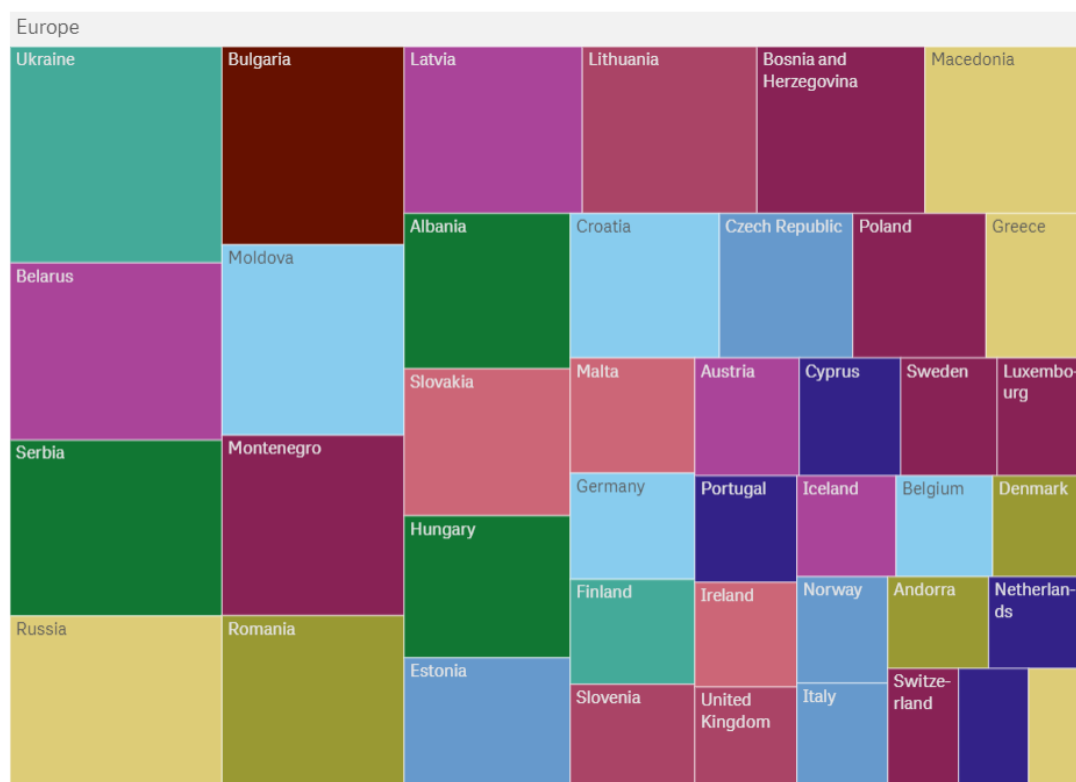 Europe
Ukraine
Bulgaria
Latvia
Lithuania
Bosnia and
Herzegovina
Macedonia
Albania
Croatia
Czech Republic
Poland
Greece
Moldova
Belarus
Slovakia
Malta
Austria
Cyprus
Sweden
Luxembo-
urg
Serbia
Montenegro
Germany
Portugal
Iceland
Belgium
Denmark
Hungary
Finland
Ireland
Norway
Andorra
Netherlan-
ds
Russia
Romania
Estonia
Slovenia
United
Kingdom
Italy
Switze-
rland